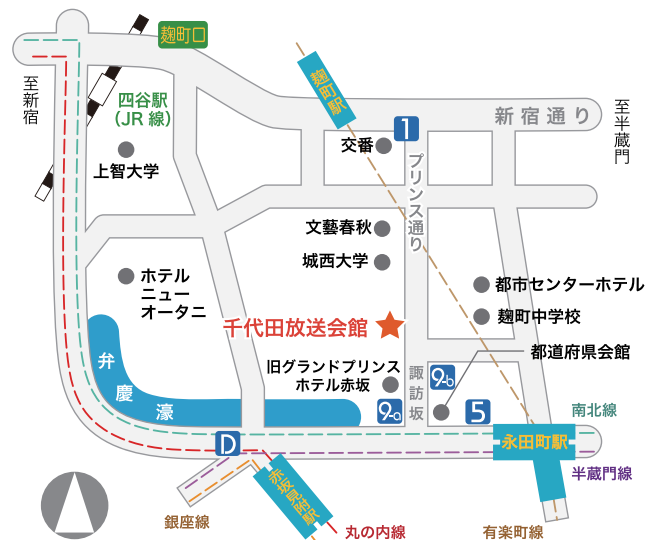 麹町口
至新宿
四谷駅
（JR 線）
麹町駅
1
新宿通り
至半蔵門
交番
プリンス通り
上智大学
文藝春秋
城西大学
ホテル
ニュー
オータニ
都市センターホテル
麹町中学校
千代田放送会館
都道府県会館
弁慶濠
旧グランドプリンス
ホテル赤坂
諏訪坂
9-b
9-a
5
南北線
D
永田町駅
半蔵門線
赤坂見附駅
銀座線
丸の内線
有楽町線